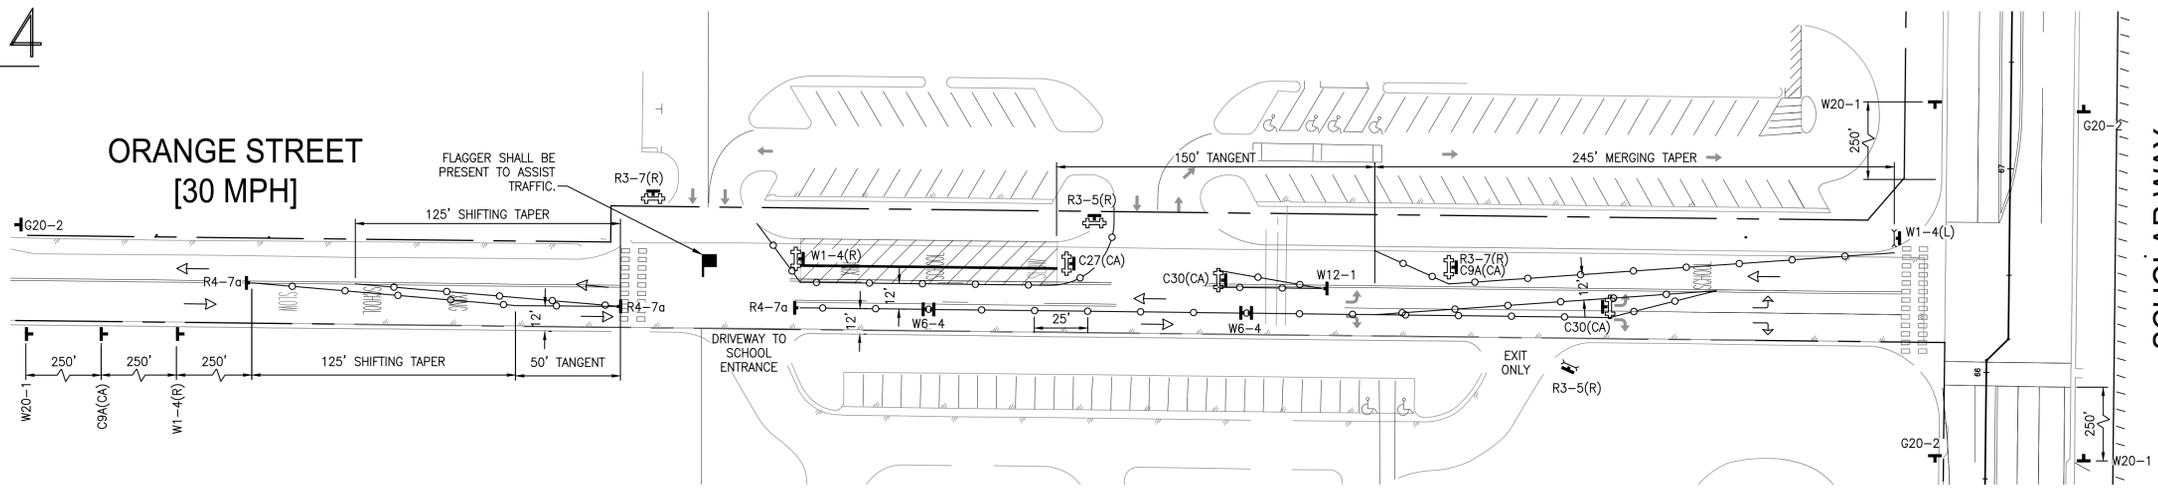 4
ORANGE STREET
[30 MPH]
FLAGGER SHALL BE
PRESENT TO ASSIST
TRAFFIC.
R3-7(R)
125' SHIFTING TAPER
G20-2
R4-7a
R4-7a
SLOW
SCHOOL
XING
12'
250'
250'
250'
125' SHIFTING TAPER
50' TANGENT
W20-1
C9A(CA)
W1-4(R)
150' TANGENT
245' MERGING TAPER
R3-5(R)
W1-4(R)
SCHOOL
C27(CA)
C30(CA)
W12-1
R3-7(R)
C9A(CA)
SCHOOL
W1-4(L)
12'
12'
R4-7a
12'
W6-4
25'
W6-4
C30(CA)
DRIVEWAY TO
SCHOOL
ENTRANCE
EXIT
ONLY
R3-5(R)
W20-1
250'
G20-2
67
66
G20-2
250'
W20-1